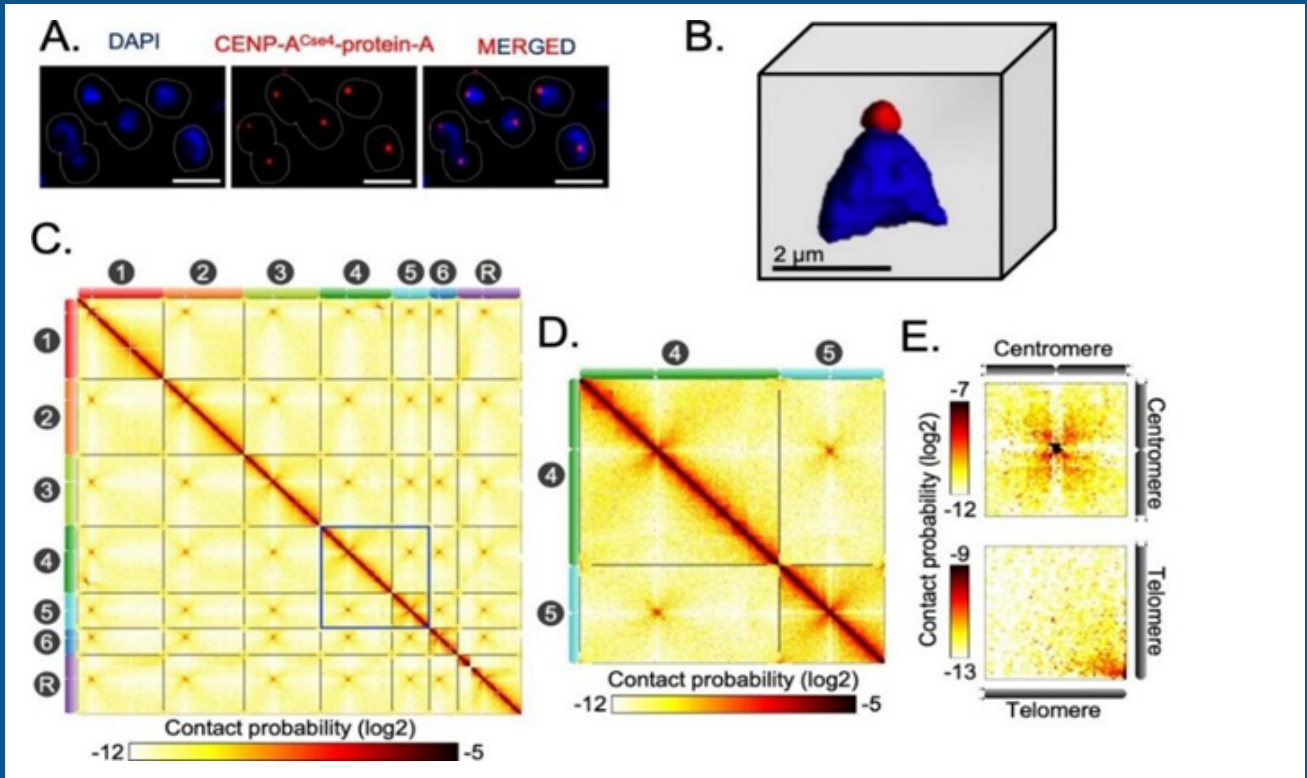 A.
DAPI
CENP-ACse4-protein-A
MERGED
B.
2 µm
C.
1 2 3 4 5 6 R
1
2
3
4
5
6
R
Contact probability (log2)
-12 -5
D.
4 5
4
5
Contact probability (log2)
-12 -5
E.
Centromere
Centromere
-7
-12
Contact probability (log2)
-9
-13
Telomere
Telomere